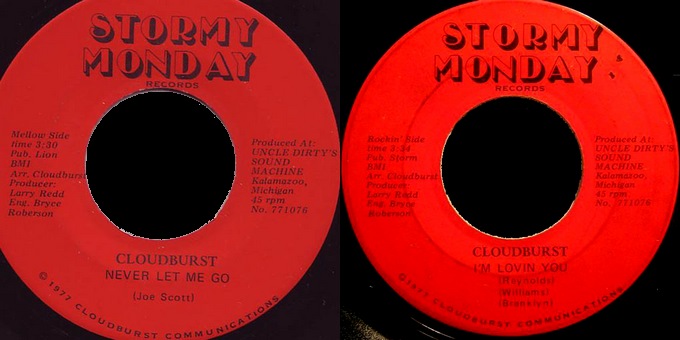 STORMY
MONDAY
RECORDS
Mellow Side
time 3:30
Pub. Lion
BMI
Arr. Cloudburst
Producer:
Larry Redd
Eng. Bryce
Roberson
Produced At:
UNCLE DIRTY'S
SOUND
MACHINE
Kalamazoo,
Michigan
45 rpm
No. 771076
CLOUDBURST
NEVER LET ME GO
(Joe Scott)
©1977 CLOUDBURST COMMUNICATIONS
STORMY
MONDAY
RECORDS
Rockin' Side
time 3:34
Pub. Storm
BMI
Arr. Cloudburst
Producer:
Larry Redd
Eng. Bryce
Roberson
Produced At:
UNCLE DIRTY'S
SOUND
MACHINE
Kalamazoo,
Michigan
45 rpm
No. 771076
CLOUDBURST
I'M LOVIN YOU
(Reynolds)
(Williams)
(Brooklyn)
©1977 CLOUDBURST COMMUNICATIONS